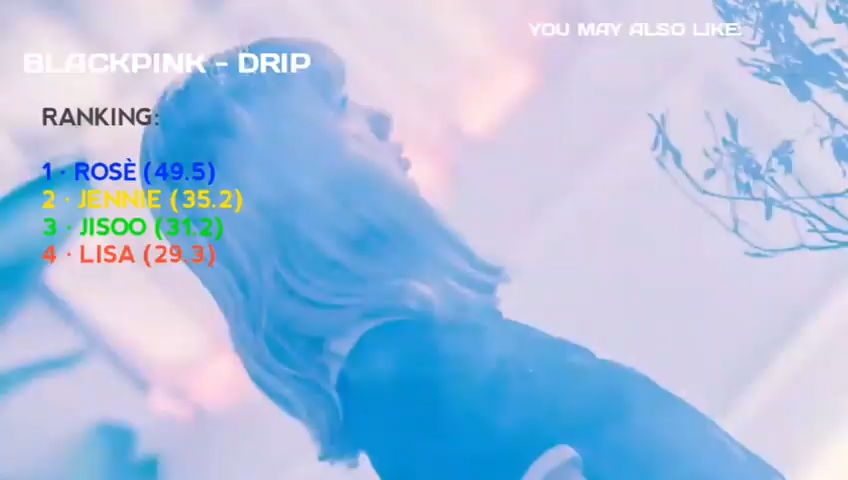 YOU MAY ALSO LIKE:
BLACKPINK - DRIP
RANKING:
1 · ROSÈ (49.5)
2 · JENNIE (35.2)
3 · JISOO (31.2)
4 · LISA (29.3)